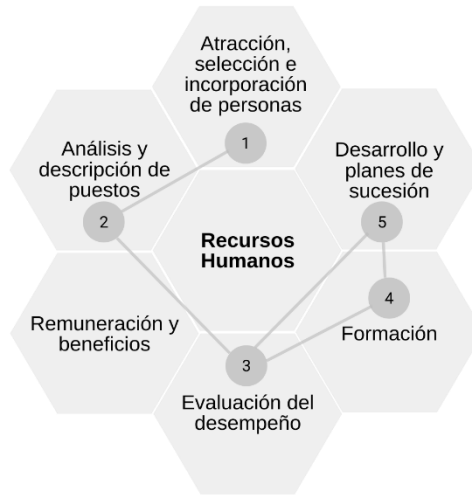 Atracción,
selección e
incorporación
de personas
1
Análisis y
descripción de
puestos
2
Desarrollo y
planes de
sucesión
5
Recursos
Humanos
4
Formación
Remuneración y
beneficios
3
Evaluación del
desempeño